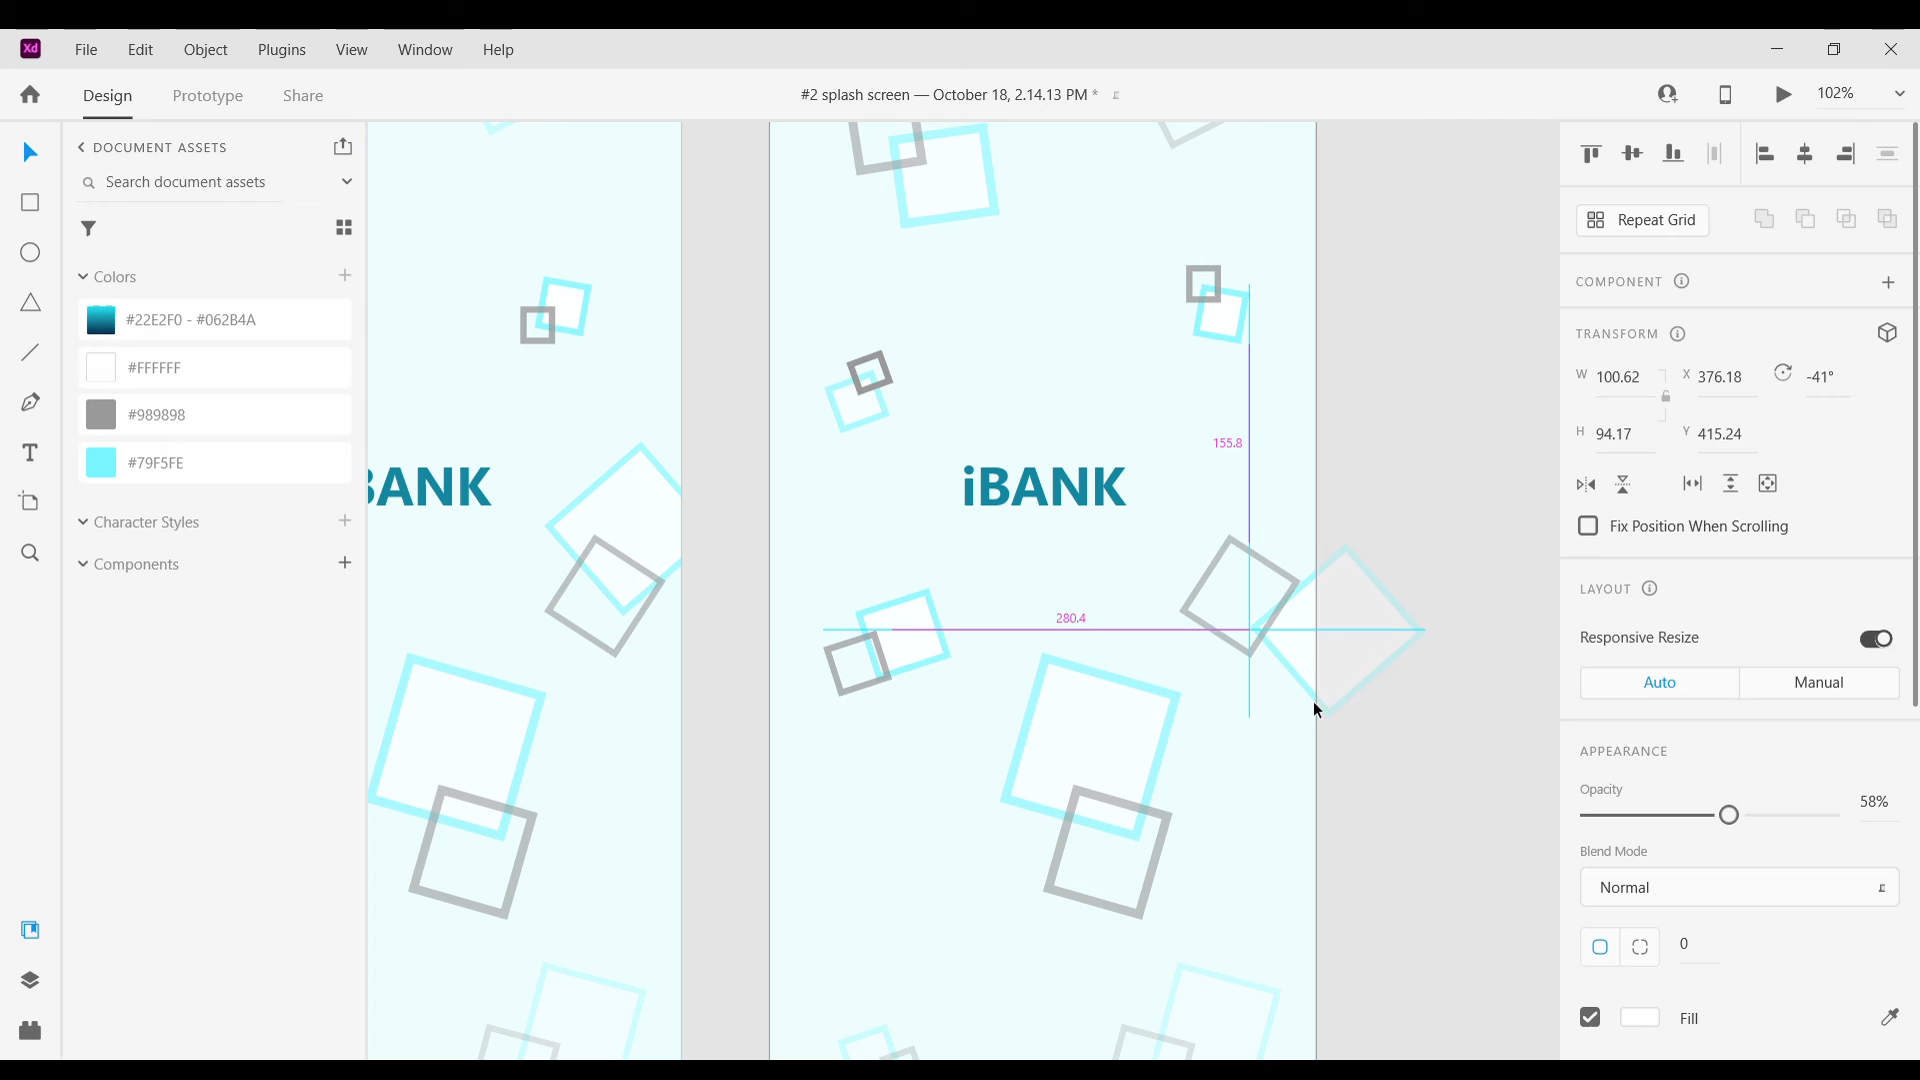 Xd File Edit Object Plugins View Window Help
Design Prototype Share #2 splash screen — October 18, 2.14.13 PM * 102%
DOCUMENT ASSETS
Search document assets
Repeat Grid
Colors
COMPONENT
#22E2F0 - #062B4A
TRANSFORM
#FFFFFF
W 100.62 X 376.18 -41°
#989898
H 94.17 Y 415.24
155.8
#79F5FE
BANK
iBANK
Character Styles
Fix Position When Scrolling
Components
LAYOUT
280.4
Responsive Resize
Auto Manual
APPEARANCE
Opacity
58%
Blend Mode
Normal
0
Fill